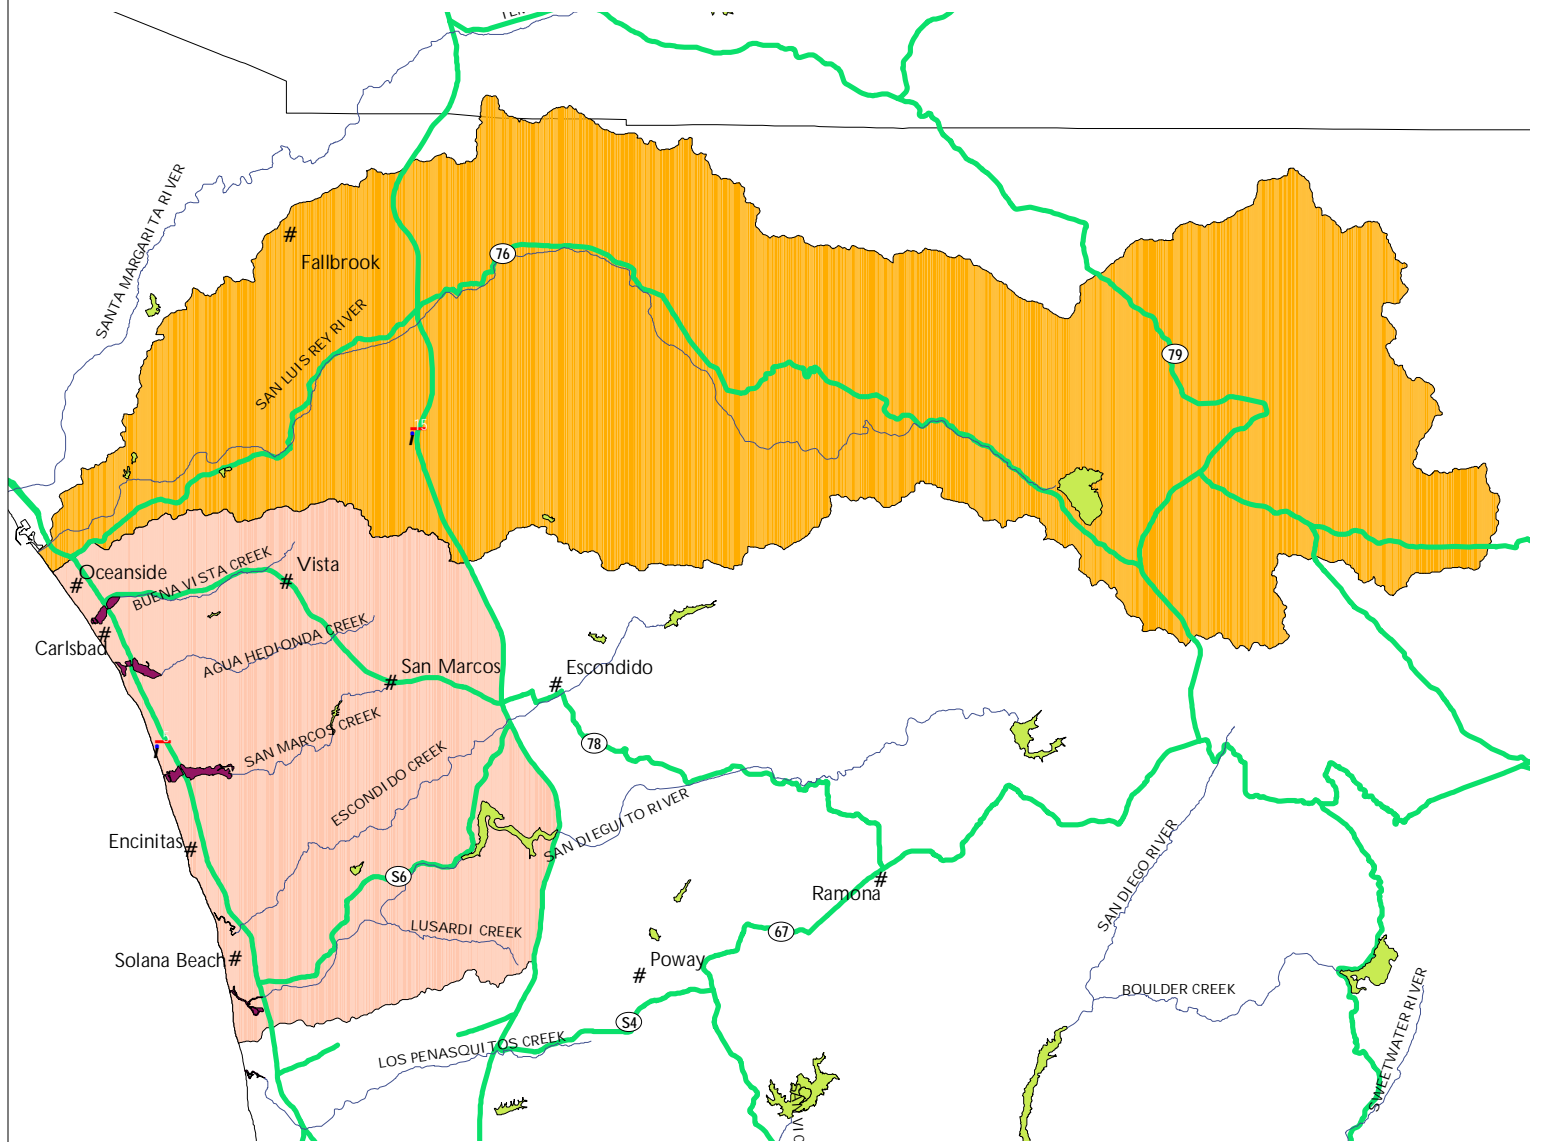 SANTA MARGARITA RIVER
76
Fallbrook
SAN LUIS REY RIVER
79
15
Oceanside
BUENA VISTA CREEK
Vista
Carlsbad
AGUA HEDIONDA CREEK
San Marcos
Escondido
SAN MARCOS CREEK
78
ESCONDIDO CREEK
SAN DIEGUITO RIVER
Encinitas
S6
Ramona
SAN DIEGO RIVER
LUSARDI CREEK
67
Solana Beach
Poway
BOULDER CREEK
S4
LOS PENASQUITOS CREEK
SWEETWATER RIVER